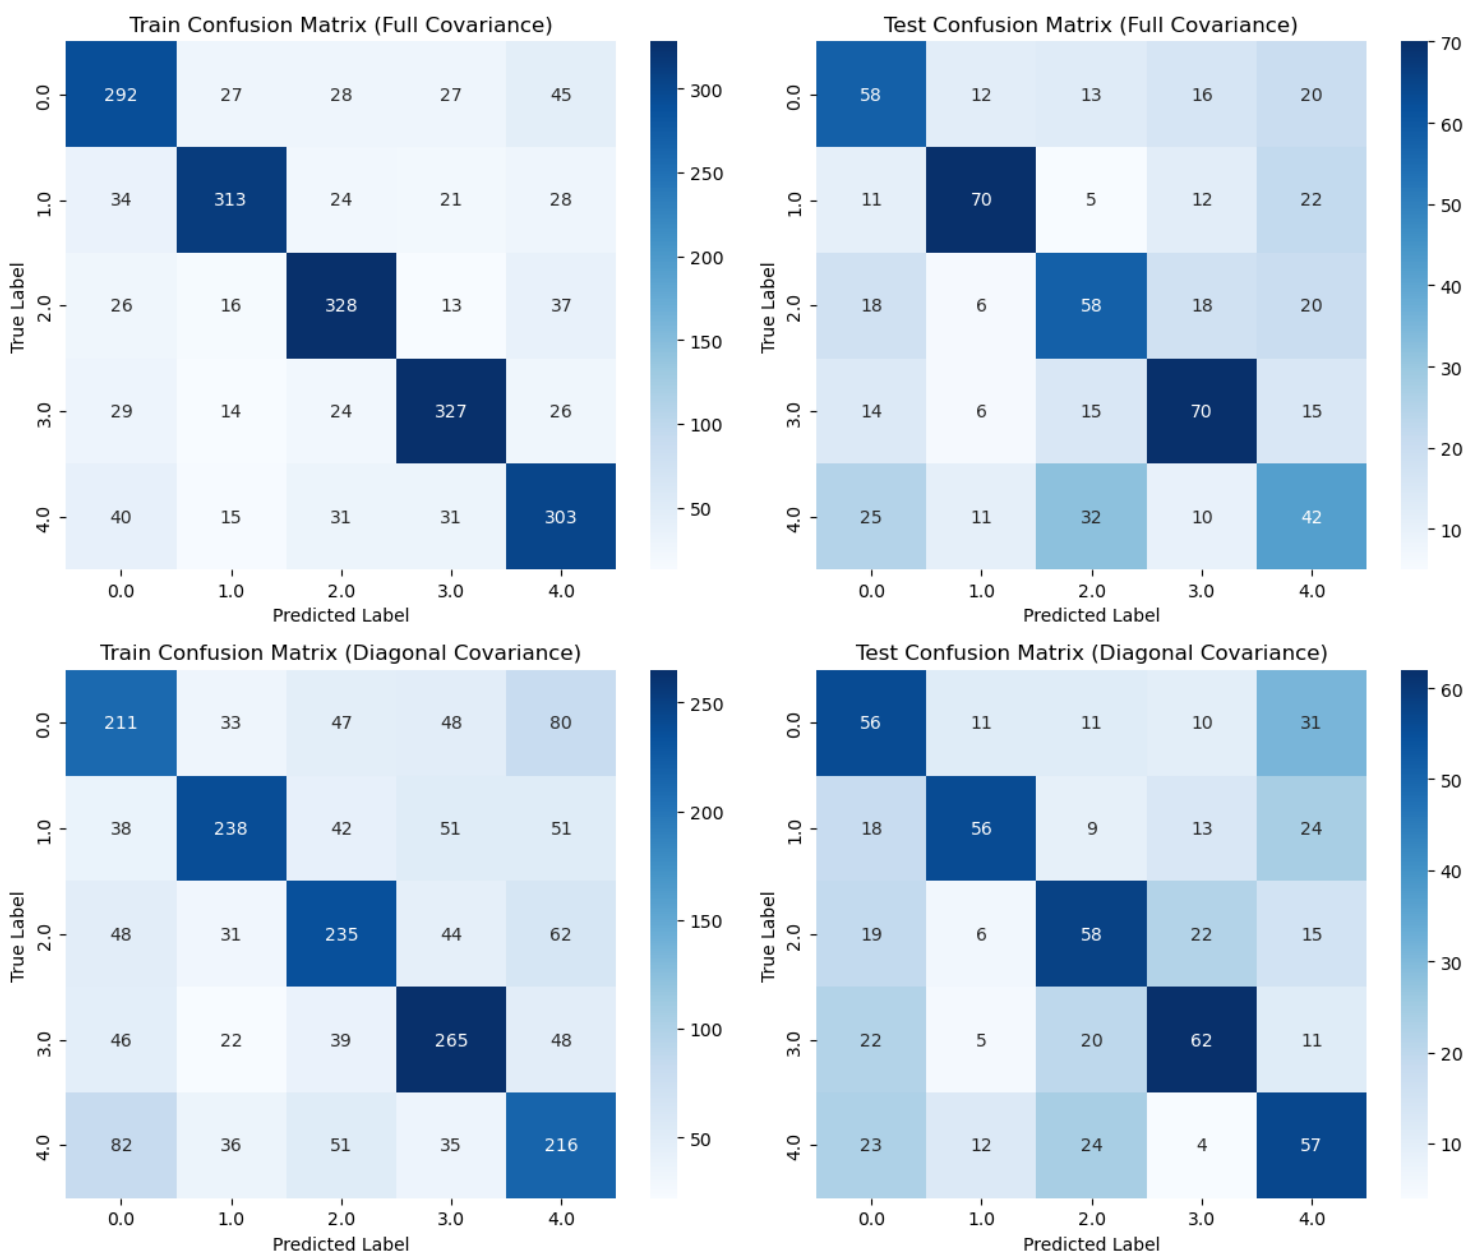 Train Confusion Matrix (Full Covariance)
True Label
0.0 292 27 28 27 45
1.0 34 313 24 21 28
2.0 26 16 328 13 37
3.0 29 14 24 327 26
4.0 40 15 31 31 303
0.0 1.0 2.0 3.0 4.0
Predicted Label
300
250
200
150
100
50
Test Confusion Matrix (Full Covariance)
True Label
0.0 58 12 13 16 20
1.0 11 70 5 12 22
2.0 18 6 58 18 20
3.0 14 6 15 70 15
4.0 25 11 32 10 42
0.0 1.0 2.0 3.0 4.0
Predicted Label
70
60
50
40
30
20
10
Train Confusion Matrix (Diagonal Covariance)
True Label
0.0 211 33 47 48 80
1.0 38 238 42 51 51
2.0 48 31 235 44 62
3.0 46 22 39 265 48
4.0 82 36 51 35 216
0.0 1.0 2.0 3.0 4.0
Predicted Label
250
200
150
100
50
Test Confusion Matrix (Diagonal Covariance)
True Label
0.0 56 11 11 10 31
1.0 18 56 9 13 24
2.0 19 6 58 22 15
3.0 22 5 20 62 11
4.0 23 12 24 4 57
0.0 1.0 2.0 3.0 4.0
Predicted Label
60
50
40
30
20
10